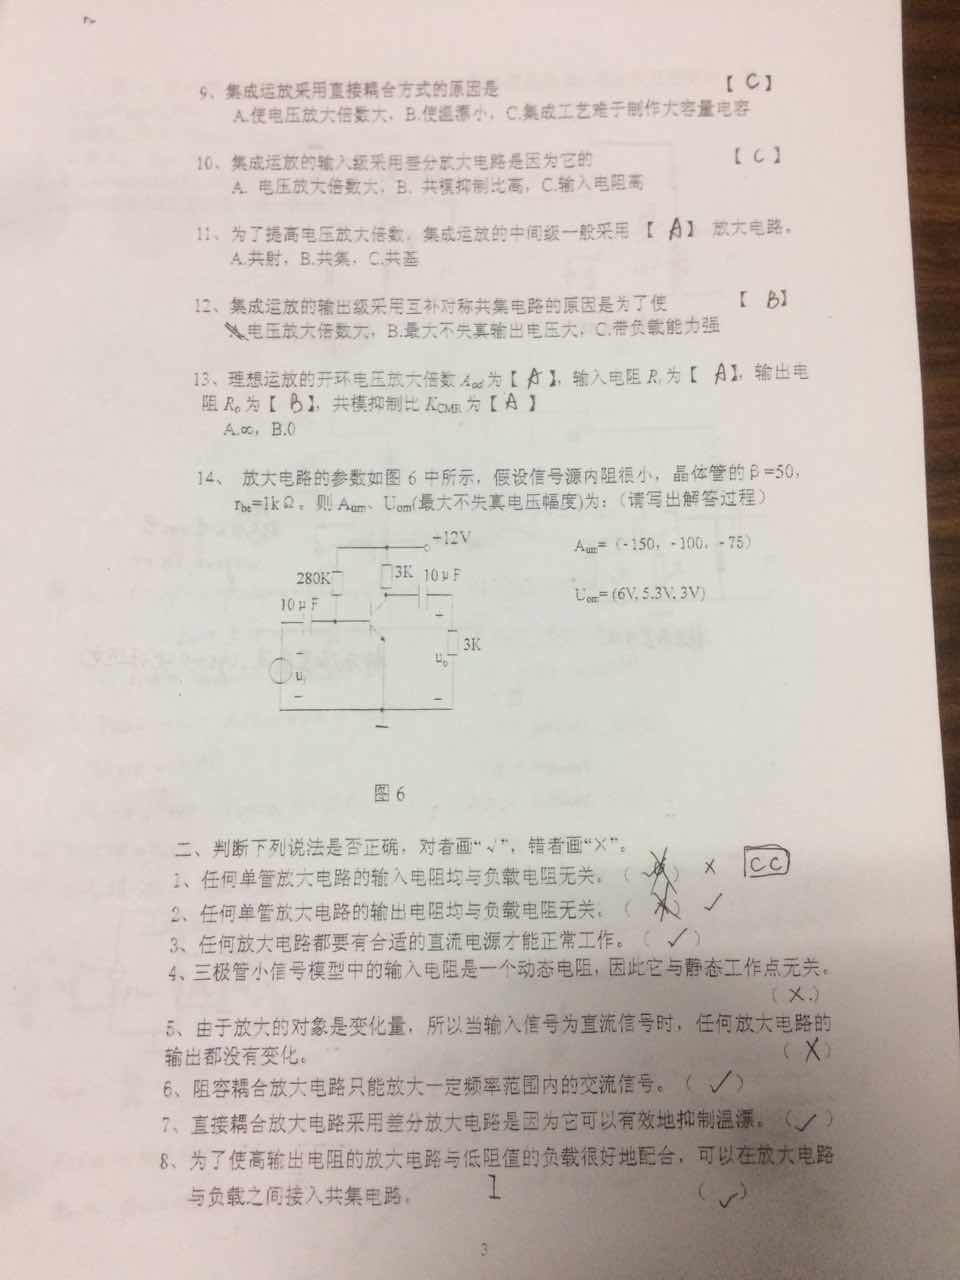 9、集成运放采用直接耦合方式的原因是 【 C 】
A.使电压放大倍数大，B.使温漂小，C.集成工艺难于制作大容量电容
10、集成运放的输入级采用差分放大电路是因为它的 【 C 】
A. 电压放大倍数大，B. 共模抑制比高，C.输入电阻高
11、为了提高电压放大倍数，集成运放的中间级一般采用 【 A 】 放大电路。
A.共射，B.共集，C.共基
12、集成运放的输出级采用互补对称共集电路的原因是为了使 【 B 】
A.电压放大倍数大，B.最大不失真输出电压大，C.带负载能力强
13、理想运放的开环电压放大倍数Aod为【 A 】，输入电阻Ri为【 A】，输出电
阻Ro为【 B 】，共模抑制比KCMR为【 A 】
A.∞，B.0
14、 放大电路的参数如图6中所示，假设信号源内阻很小，晶体管的β=50，
rbe=1kΩ。则Aum、Uom(最大不失真电压幅度)为：（请写出解答过程）
+12V
Aum=（-150，-100，-75）
280K
3K
10μF
Uom=(6V, 5.3V, 3V)
10μF
+
3K
uo
ui
−
−
图6
二、判断下列说法是否正确，对者画“√”，错者画“×”。
1、任何单管放大电路的输入电阻均与负载电阻无关。（ ） × CC
2、任何单管放大电路的输出电阻均与负载电阻无关。（ ） ✓
3、任何放大电路都要有合适的直流电源才能正常工作。（ ✓ ）
4、三极管小信号模型中的输入电阻是一个动态电阻，因此它与静态工作点无关。
（ ×.）
5、由于放大的对象是变化量，所以当输入信号为直流信号时，任何放大电路的
输出都没有变化。 （ × ）
6、阻容耦合放大电路只能放大一定频率范围内的交流信号。（ ✓ ）
7、直接耦合放大电路采用差分放大电路是因为它可以有效地抑制温漂。（ ✓ ）
8、为了使高输出电阻的放大电路与低阻值的负载很好地配合，可以在放大电路
与负载之间接入共集电路。 1 （ ✓ ）
3